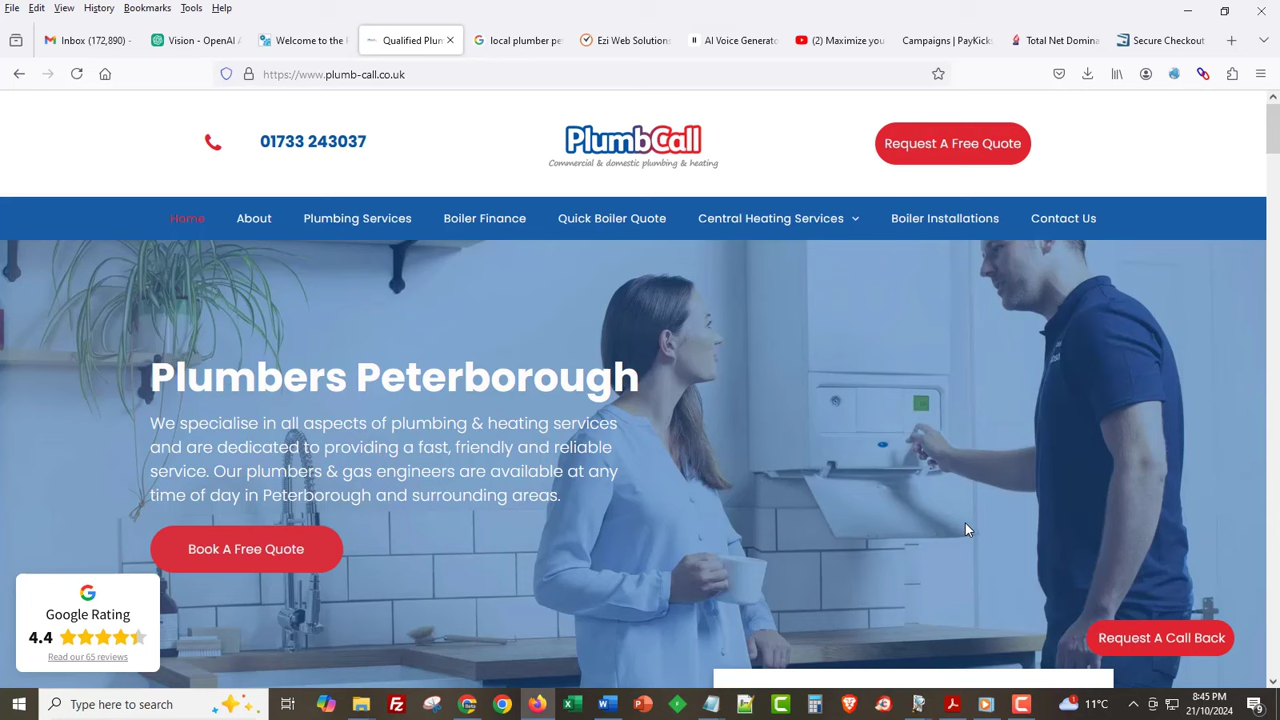 File Edit View History Bookmarks Tools Help
Inbox (172,890) -
Vision - OpenAI A
Welcome to the
Qualified Plun
local plumber pe
Ezi Web Solutions
AI Voice Generato
(2) Maximize you
Campaigns | PayKicks
Total Net Domina
Secure Checkout
https://www.plumb-call.co.uk
01733 243037
PlumbCall
Commercial & domestic plumbing & heating
Request A Free Quote
Home About Plumbing Services Boiler Finance Quick Boiler Quote Central Heating Services Boiler Installations Contact Us
Plumbers Peterborough
We specialise in all aspects of plumbing & heating services
and are dedicated to providing a fast, friendly and reliable
service. Our plumbers & gas engineers are available at any
time of day in Peterborough and surrounding areas.
Book A Free Quote
Google Rating
4.4
Read our 65 reviews
Request A Call Back
Type here to search
11°C
8:45 PM
21/10/2024